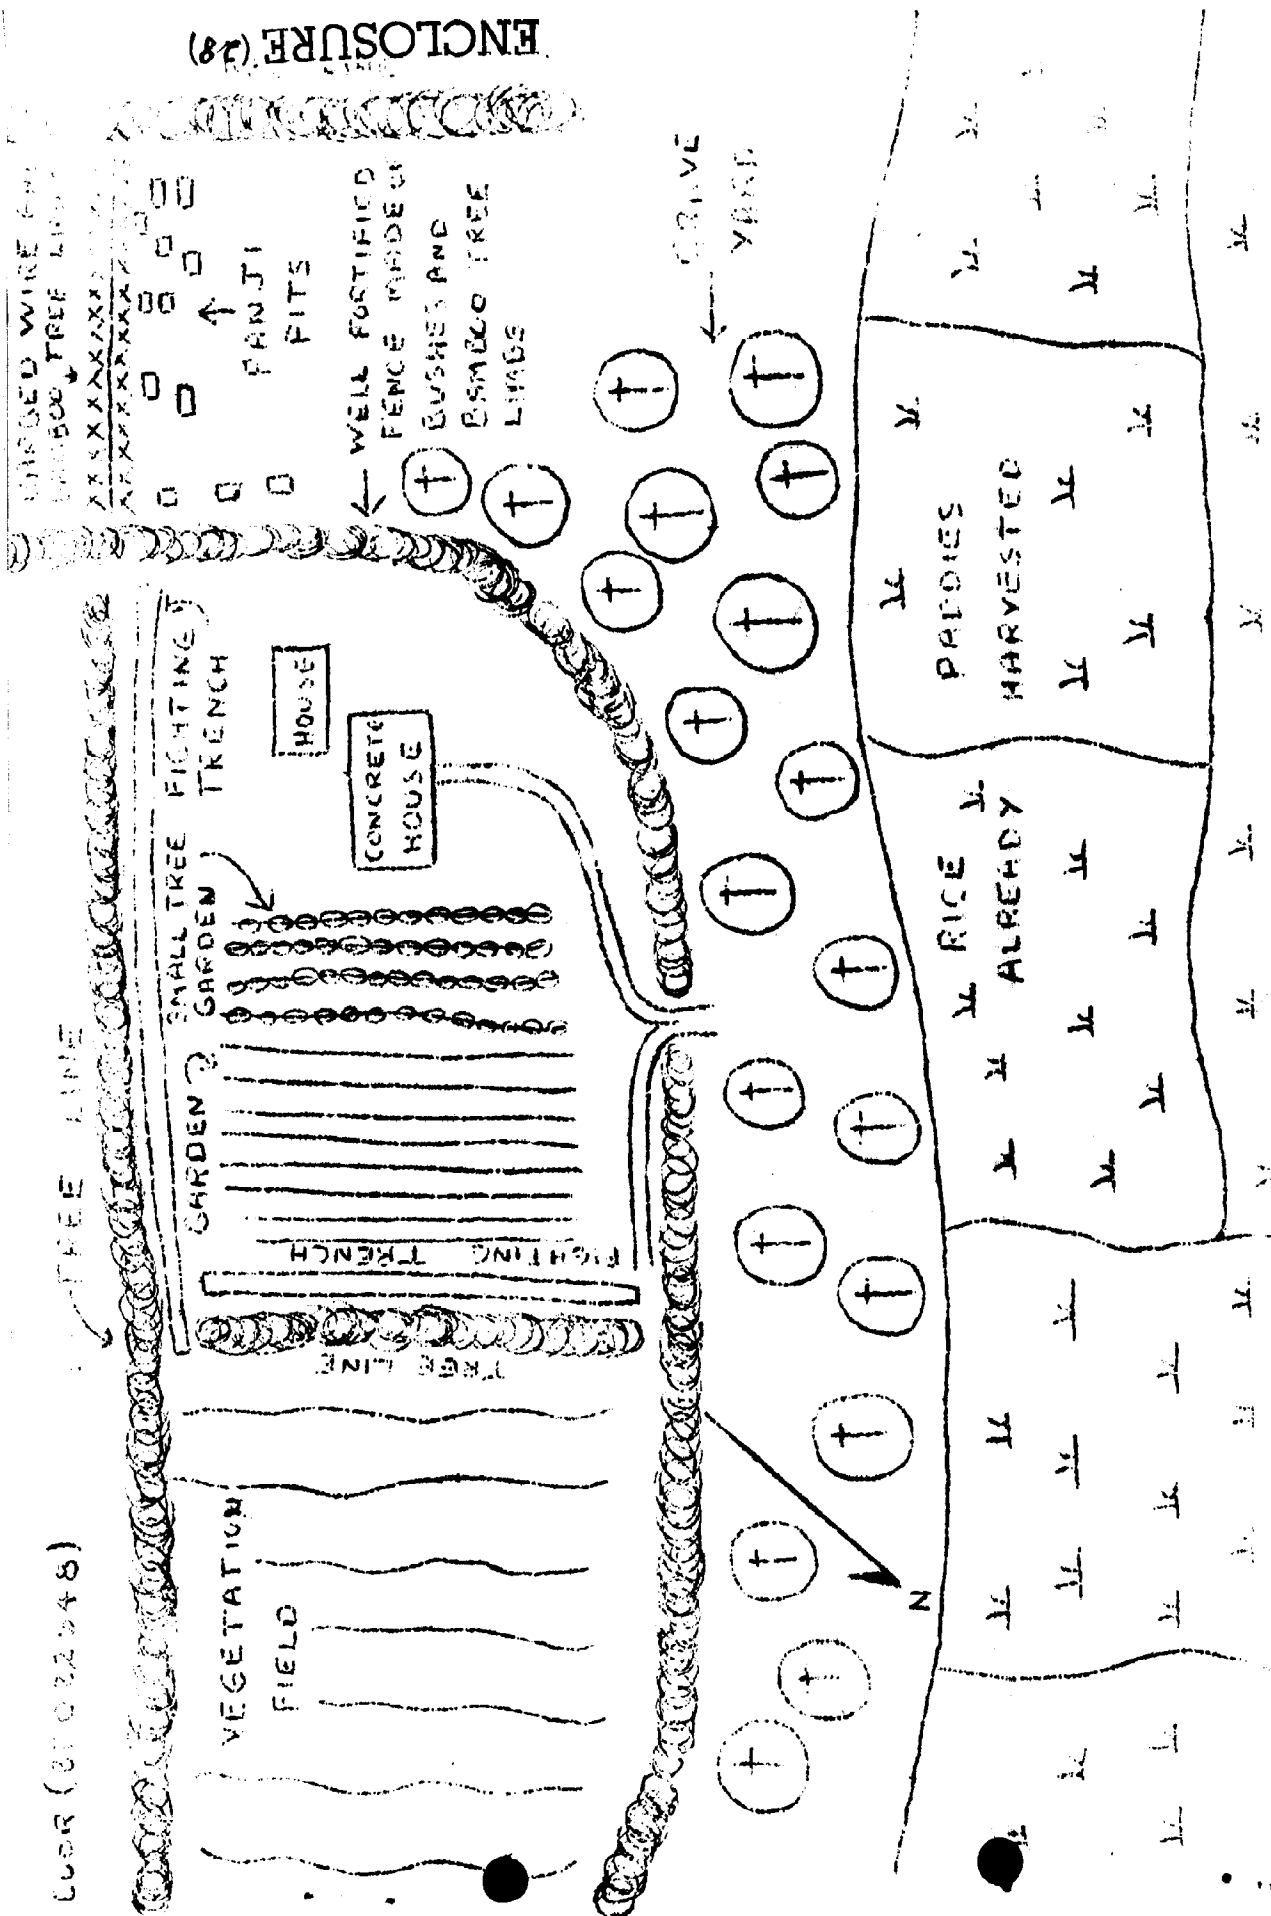 ENCLOSURE (28)
BARBED WIRE AND
BAMBOO TREE LINE
PANJI
PITS
WELL FORTIFIED
FENCE MADE OF
BUSHES AND
BAMBOO TREE
LIMBS
GRAVE
YARD
TREE LINE
FIGHTING
TRENCH
HOUSE
CONCRETE
HOUSE
SMALL TREE
GARDEN
GARDEN
FIGHTING TRENCH
TREE LINE
VEGETATION
FIELD
RICE PADDIES
ALREADY HARVESTED
N